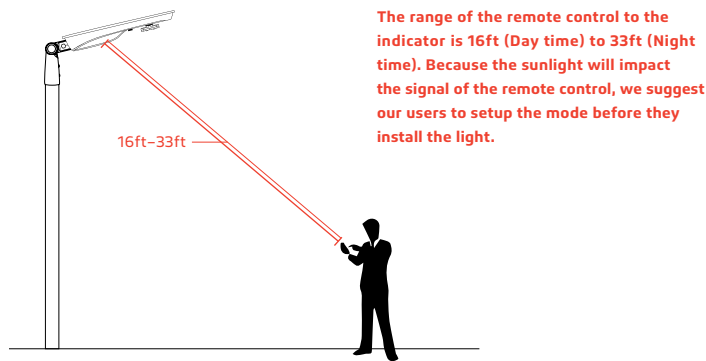 The range of the remote control to the
indicator is 16ft (Day time) to 33ft (Night
time). Because the sunlight will impact
the signal of the remote control, we suggest
our users to setup the mode before they
install the light.
16ft–33ft